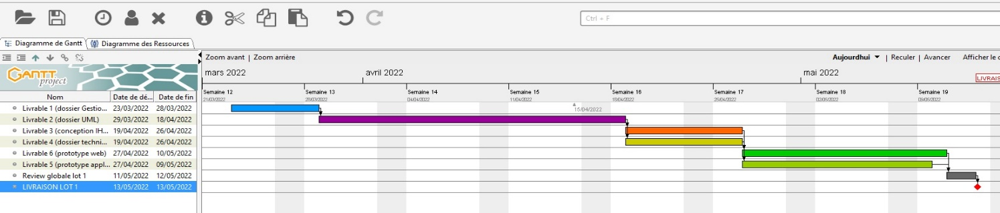 Ctrl + F
Diagramme de Gantt
Diagramme des Ressources
Zoom avant | Zoom arrière
Aujourd'hui ▼ | Reculer | Avancer Afficher le c
GANTT
project
mars 2022 avril 2022 mai 2022
LIVRAIS
Semaine 12 Semaine 13 Semaine 14 Semaine 15 Semaine 16 Semaine 17 Semaine 18 Semaine 19
21/03/2022 28/03/2022 04/04/2022 11/04/2022 18/04/2022 25/04/2022 02/05/2022 09/05/2022
Nom Date de dé... Date de fin
15/04/2022
Livrable 1 (dossier Gestio... 23/03/2022 28/03/2022
Livrable 2 (dossier UML) 29/03/2022 18/04/2022
Livrable 3 (conception IH... 19/04/2022 26/04/2022
Livrable 4 (dossier techni... 19/04/2022 26/04/2022
Livrable 6 (prototype web) 27/04/2022 10/05/2022
Livrable 5 (prototype appl... 27/04/2022 09/05/2022
Review globale lot 1 11/05/2022 12/05/2022
LIVRAISON LOT 1 13/05/2022 13/05/2022